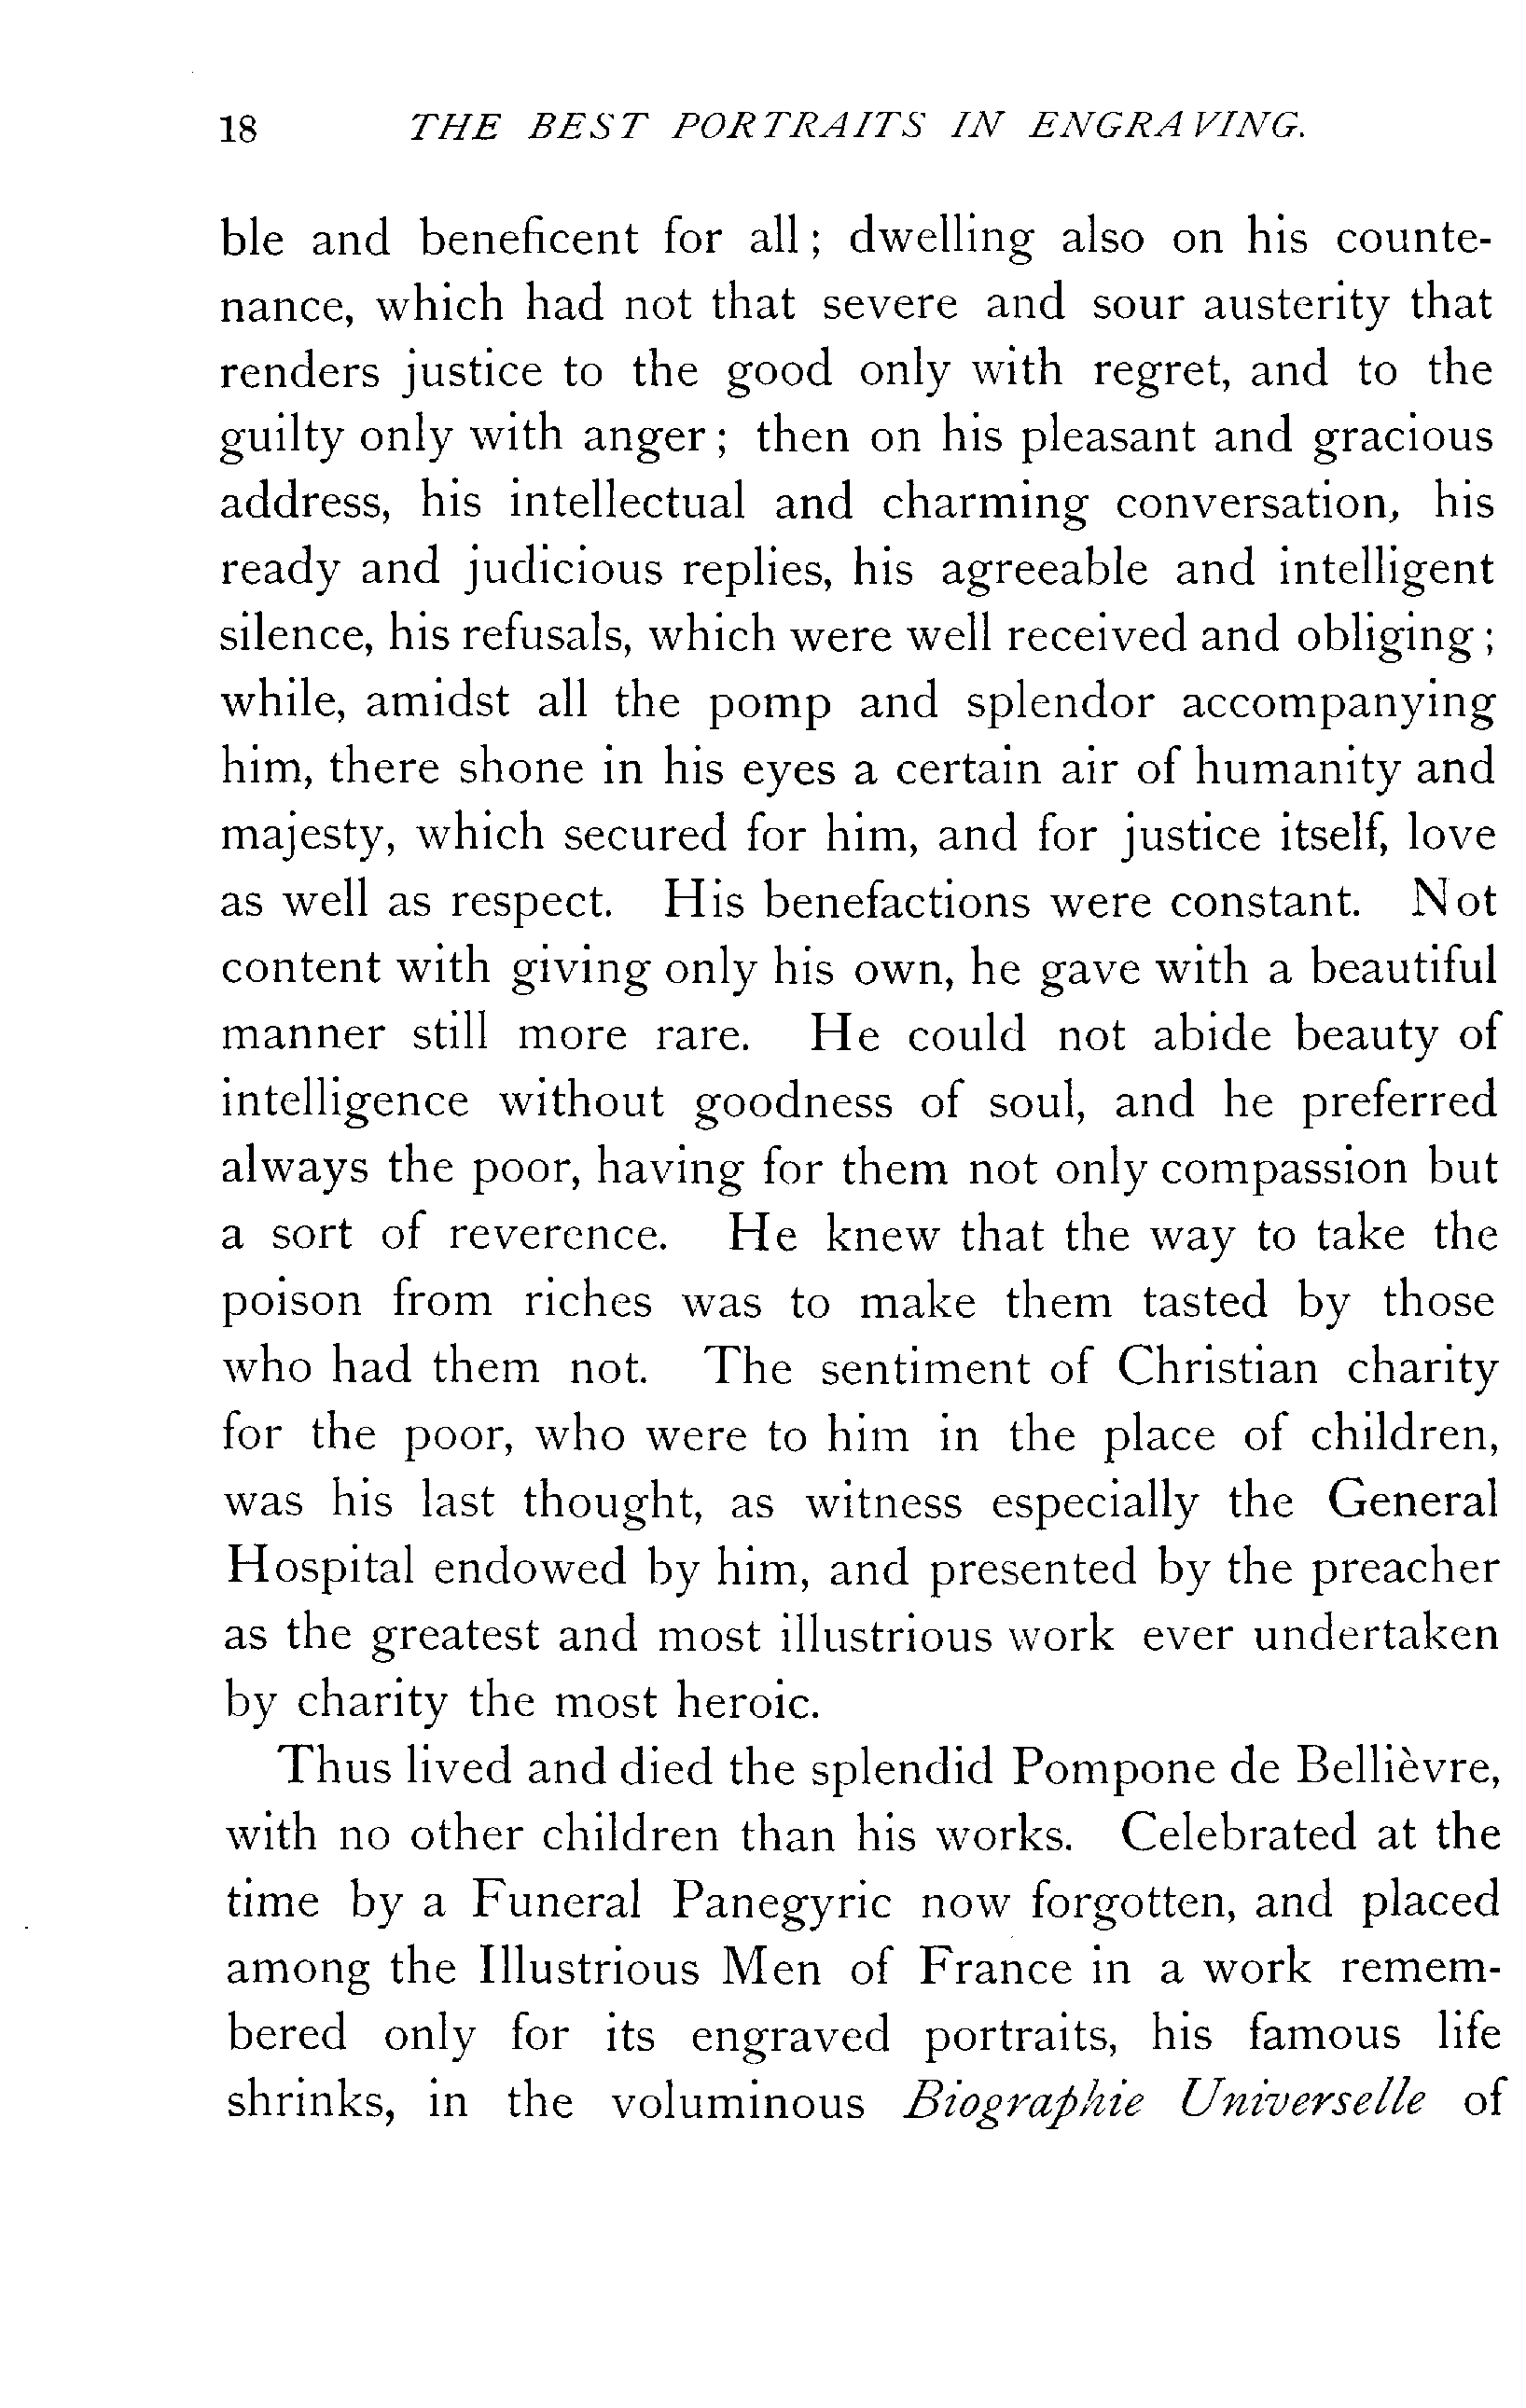 18 THE BEST PORTRAITS IN ENGRAVING.
ble and beneficent for all; dwelling also on his counte-
nance, which had not that severe and sour austerity that
renders justice to the good only with regret, and to the
guilty only with anger; then on his pleasant and gracious
address, his intellectual and charming conversation, his
ready and judicious replies, his agreeable and intelligent
silence, his refusals, which were well received and obliging;
while, amidst all the pomp and splendor accompanying
him, there shone in his eyes a certain air of humanity and
majesty, which secured for him, and for justice itself, love
as well as respect. His benefactions were constant. Not
content with giving only his own, he gave with a beautiful
manner still more rare. He could not abide beauty of
intelligence without goodness of soul, and he preferred
always the poor, having for them not only compassion but
a sort of reverence. He knew that the way to take the
poison from riches was to make them tasted by those
who had them not. The sentiment of Christian charity
for the poor, who were to him in the place of children,
was his last thought, as witness especially the General
Hospital endowed by him, and presented by the preacher
as the greatest and most illustrious work ever undertaken
by charity the most heroic.
Thus lived and died the splendid Pompone de Bellièvre,
with no other children than his works. Celebrated at the
time by a Funeral Panegyric now forgotten, and placed
among the Illustrious Men of France in a work remem-
bered only for its engraved portraits, his famous life
shrinks, in the voluminous Biographie Universelle of